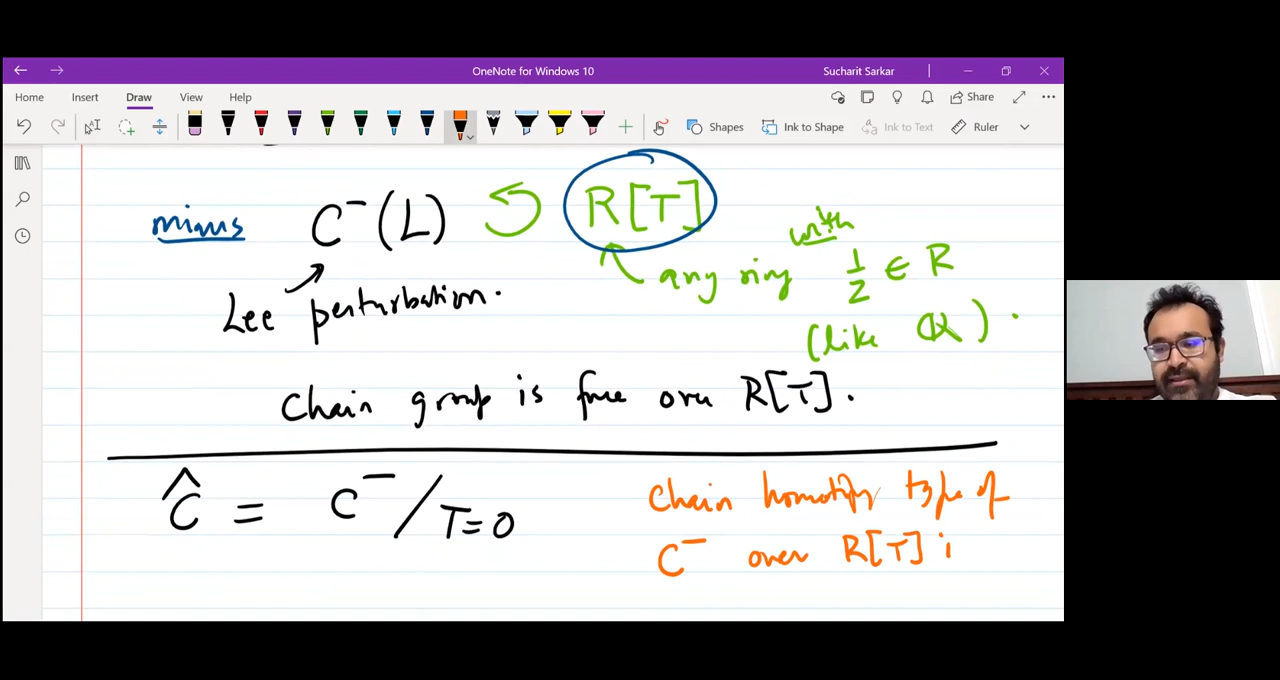 OneNote for Windows 10
Sucharit Sarkar
Home Insert Draw View Help
Share
Shapes Ink to Shape Ink to Text Ruler
minus C⁻(L) R[T]
with
any ring 1/2 ∈ R
Lee perturbation.
(like Q).
Chain group is free over R[T].
Ĉ = C⁻/T=0
Chain homotopy type of
C⁻ over R[T] i